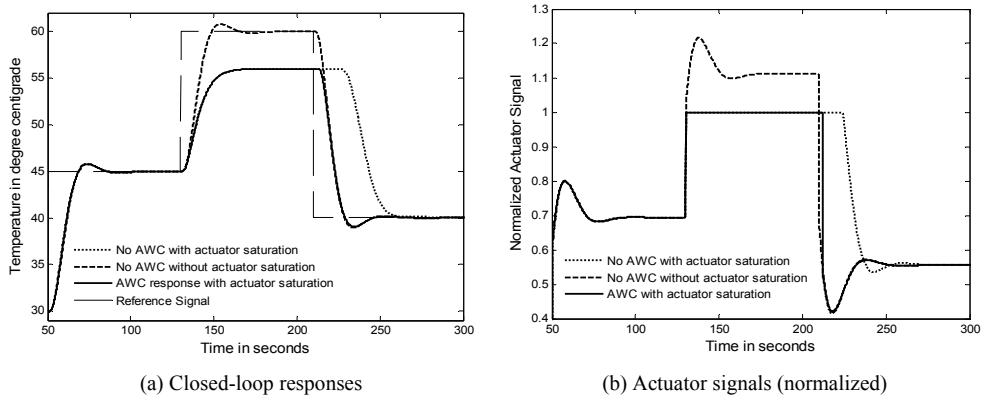 Temperature in degree centigrade
60
55
50
45
40
35
30
No AWC with actuator saturation
No AWC without actuator saturation
AWC response with actuator saturation
Reference Signal
50
100
150
200
250
300
Time in seconds
(a) Closed-loop responses
Normalized Actuator Signal
1.3
1.2
1.1
1
0.9
0.8
0.7
0.6
0.5
0.4
No AWC with actuator saturation
No AWC without actuator saturation
AWC with actuator saturation
50
100
150
200
250
300
Time in seconds
(b) Actuator signals (normalized)